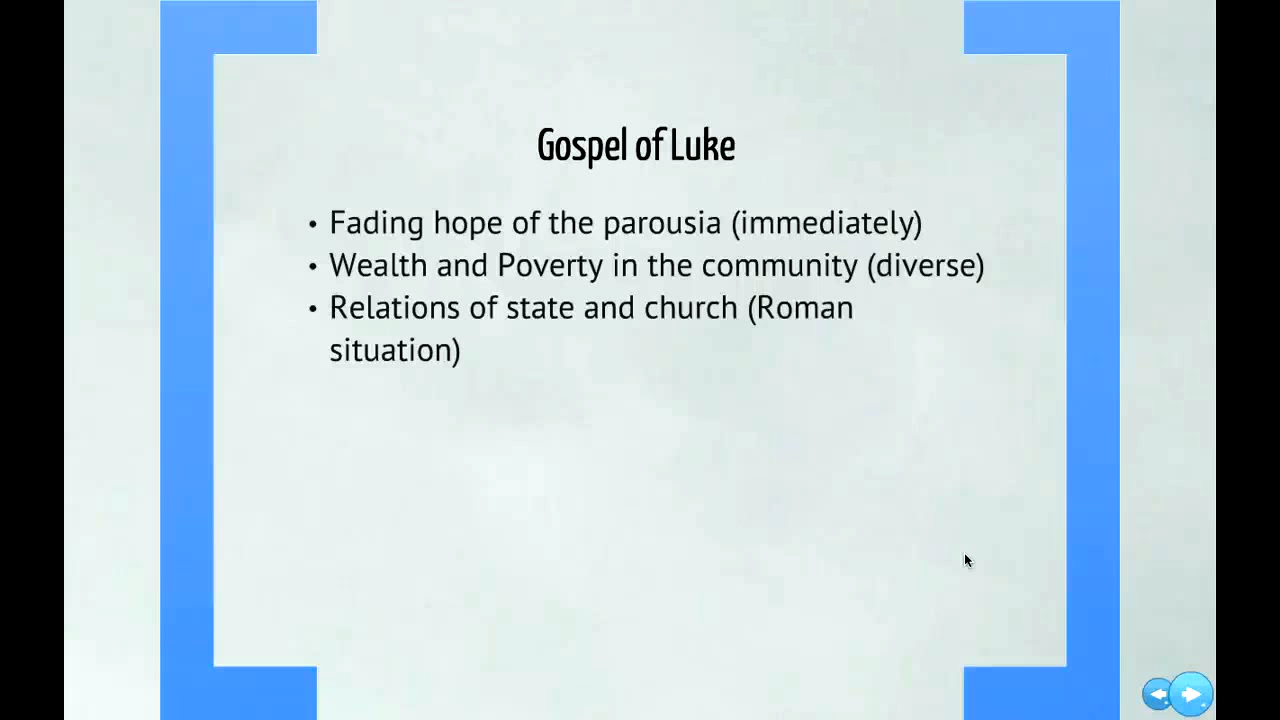 Gospel of Luke
• Fading hope of the parousia (immediately)
• Wealth and Poverty in the community (diverse)
• Relations of state and church (Roman
situation)